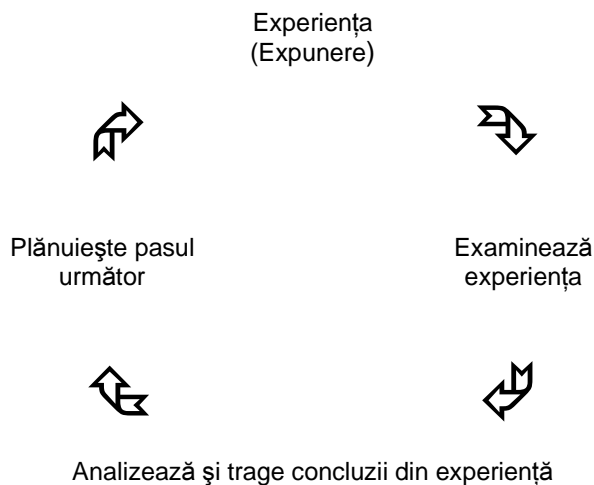 Experiența
(Expunere)
Plănuieşte pasul
următor
Examinează
experiența
Analizează şi trage concluzii din experiență